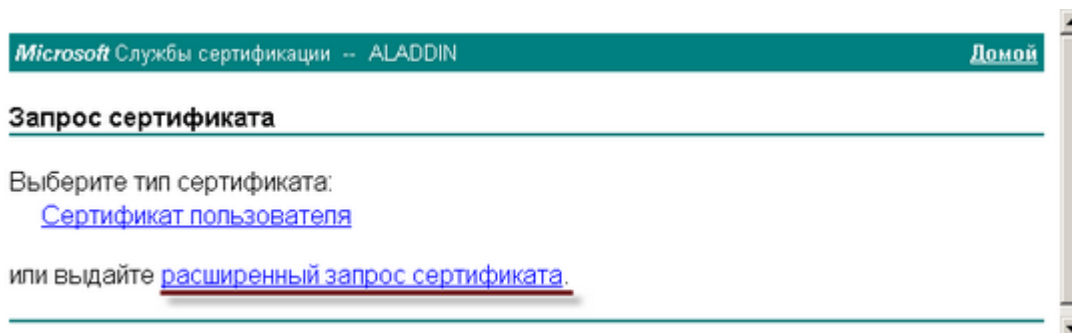 Microsoft Службы сертификации -- ALADDIN Домой
Запрос сертификата
Выберите тип сертификата:
Сертификат пользователя
или выдайте расширенный запрос сертификата.